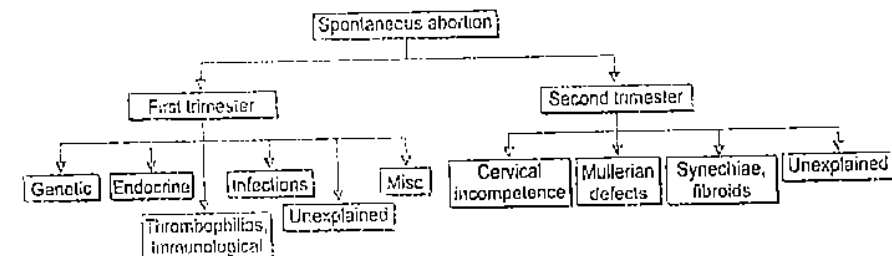 Spontaneous abortion
First trimester
Second trimester
Genetic
Endocrine
Thrombophilias,
Immunological
Infections
Unexplained
Misc
Cervical
incompetence
Mullerian
defects
Synechiae,
fibroids
Unexplained